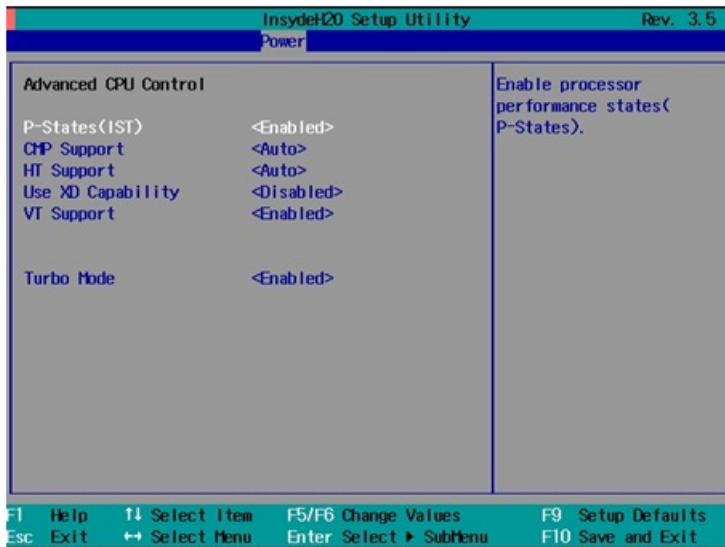 InsydeH2O Setup Utility Rev. 3.5
Power
Advanced CPU Control
P-States(IST) <Enabled>
CMP Support <Auto>
HT Support <Auto>
Use XD Capability <Disabled>
VT Support <Enabled>
Turbo Mode <Enabled>
Enable processor
performance states(
P-States).
F1 Help ↑↓ Select Item F5/F6 Change Values F9 Setup Defaults
Esc Exit ↔ Select Menu Enter Select ▶ SubMenu F10 Save and Exit